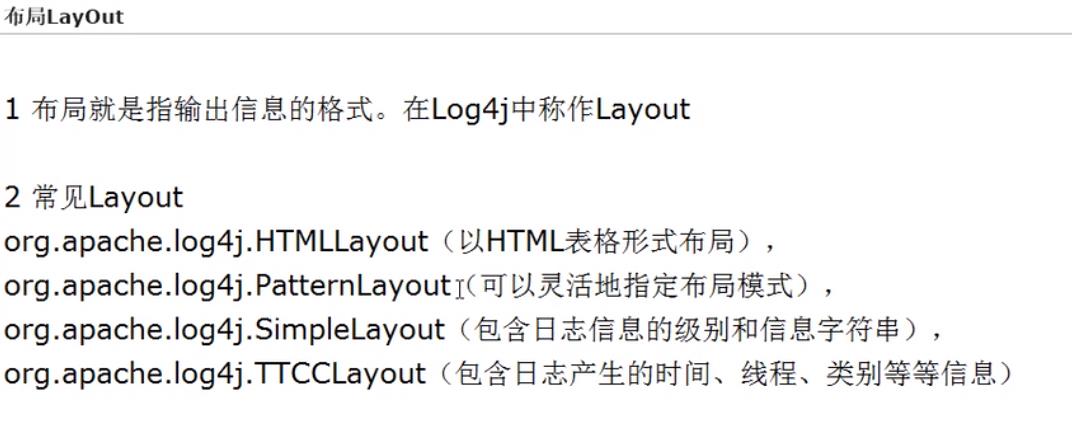 布局LayOut
1 布局就是指输出信息的格式。在Log4j中称作Layout
2 常见Layout
org.apache.log4j.HTMLLayout（以HTML表格形式布局），
org.apache.log4j.PatternLayout（可以灵活地指定布局模式），
org.apache.log4j.SimpleLayout（包含日志信息的级别和信息字符串），
org.apache.log4j.TTCCLayout（包含日志产生的时间、线程、类别等等信息）